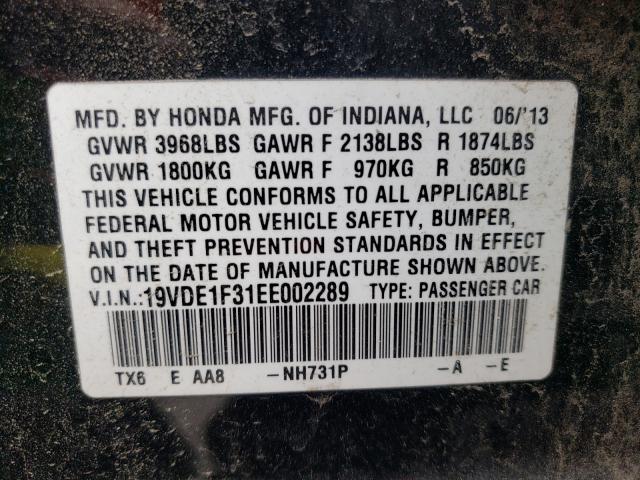 MFD. BY HONDA MFG. OF INDIANA, LLC 06/'13
GVWR 3968LBS GAWR F 2138LBS R 1874LBS
GVWR 1800KG GAWR F 970KG R 850KG
THIS VEHICLE CONFORMS TO ALL APPLICABLE
FEDERAL MOTOR VEHICLE SAFETY, BUMPER,
AND THEFT PREVENTION STANDARDS IN EFFECT
ON THE DATE OF MANUFACTURE SHOWN ABOVE.
V.I.N.:19VDE1F31EE002289 TYPE: PASSENGER CAR
TX6 E AA8 -NH731P -A -E